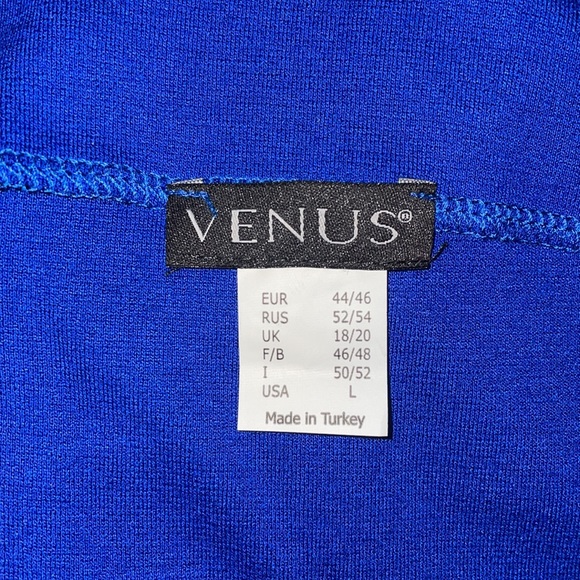 VENUS®
EUR 44/46
RUS 52/54
UK 18/20
F/B 46/48
I 50/52
USA L
Made in Turkey